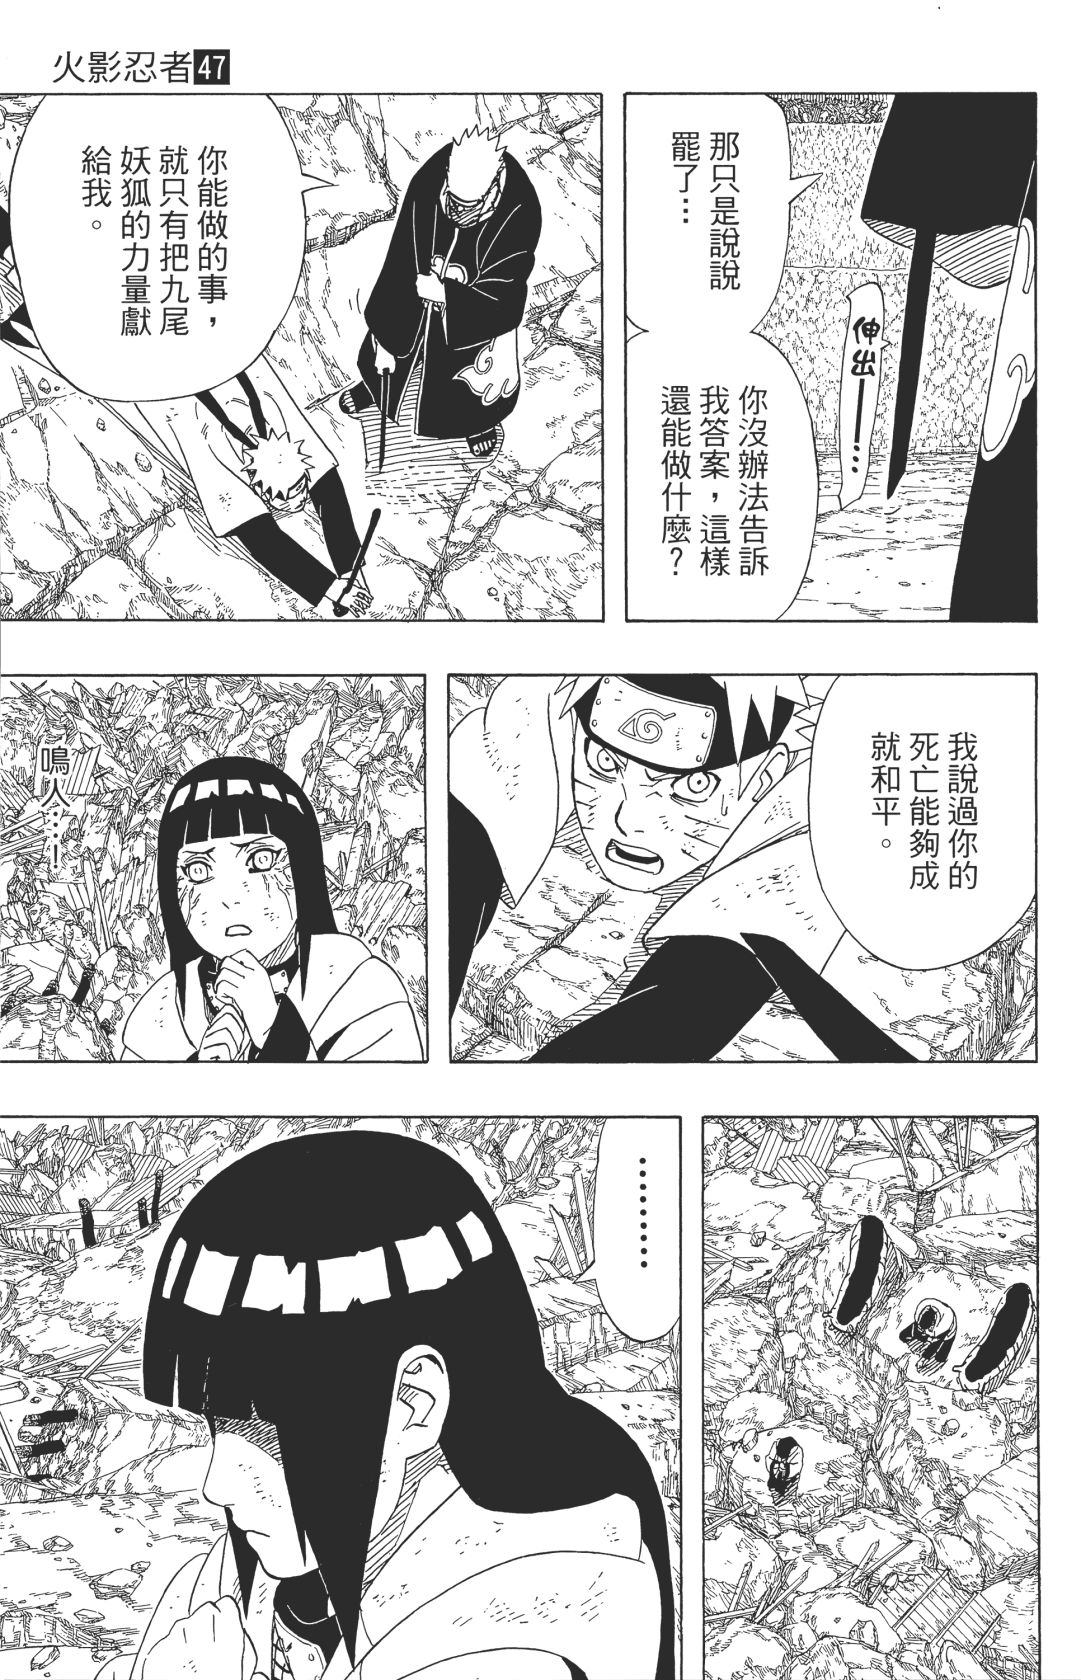 火影忍者47
那只是說說
罷了…
伸出——…
你沒辦法告訴
我答案，這樣
還能做什麼？
你能做的事，
就只有把九尾
妖狐的力量獻
給我。
我說過你的
死亡能夠成
就和平。
鳴人……！
………